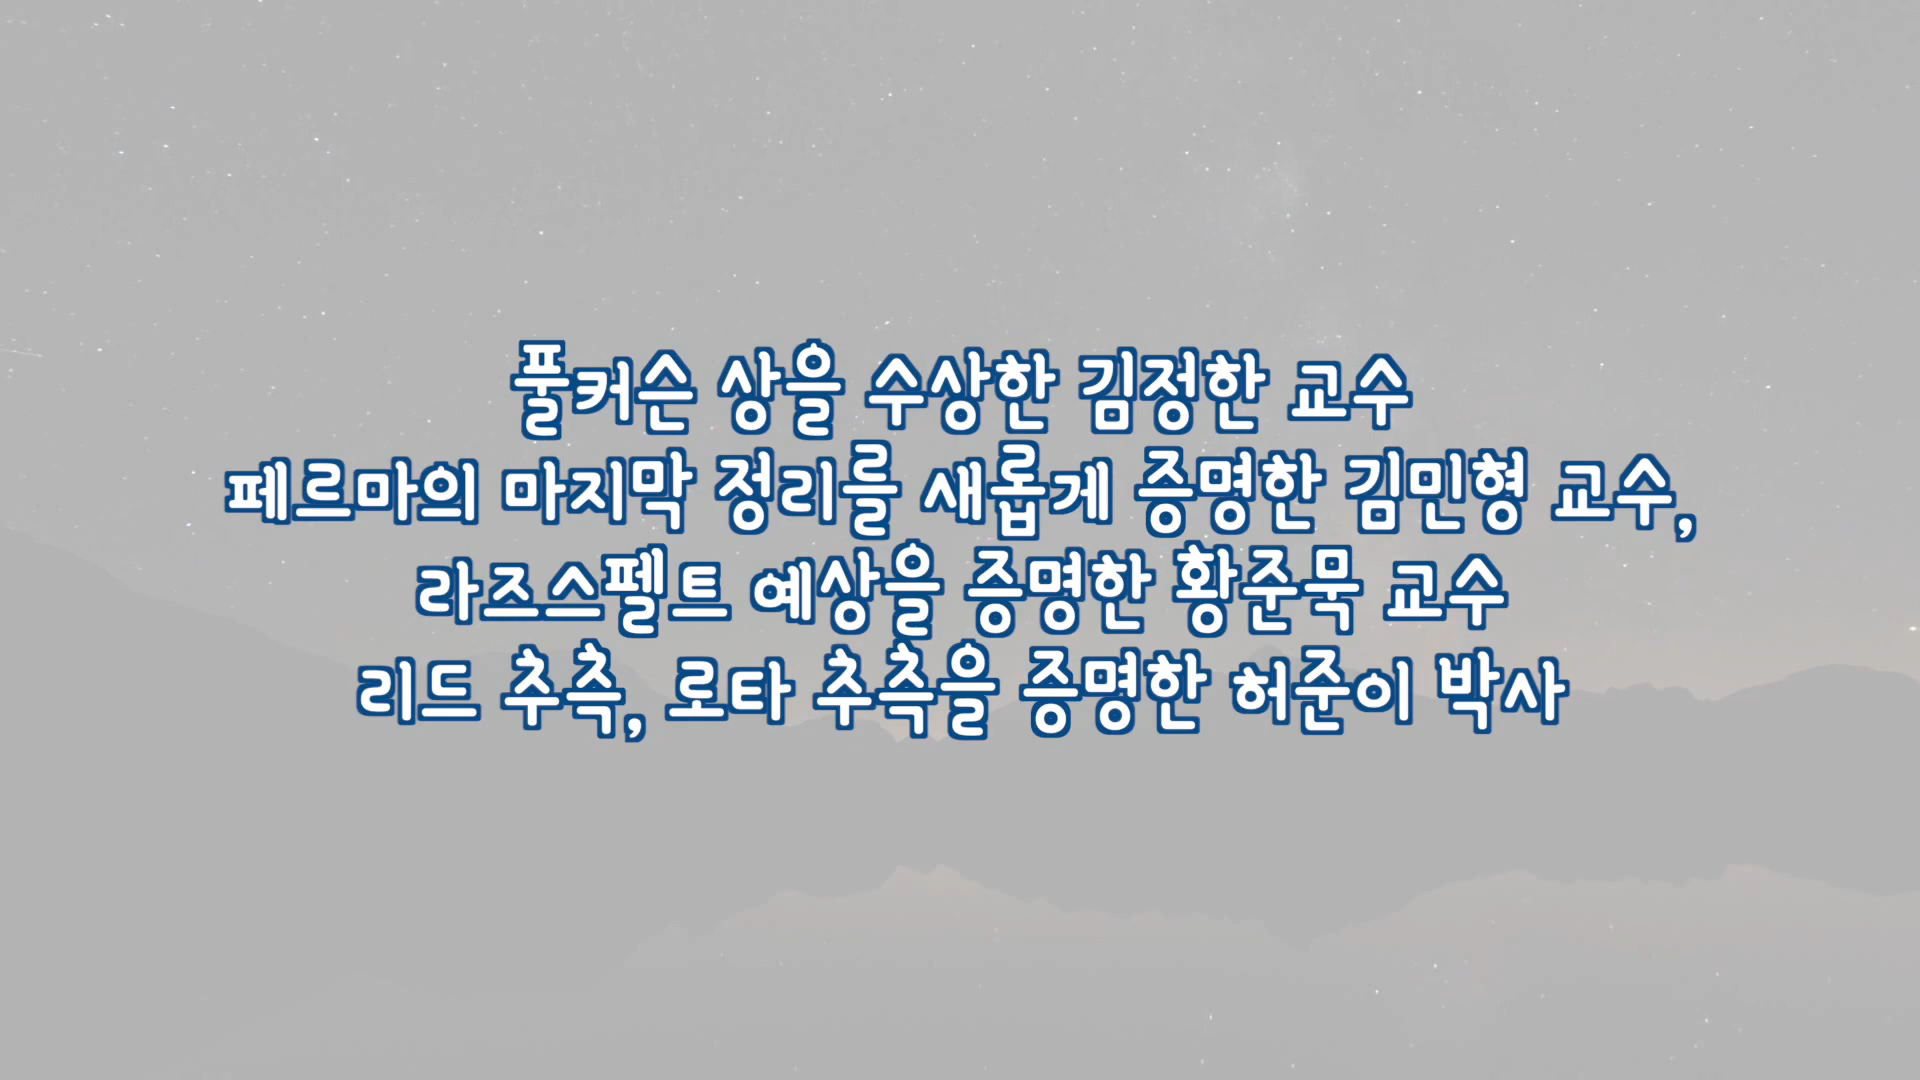 풀커슨 상을 수상한 김정한 교수
페르마의 마지막 정리를 새롭게 증명한 김민형 교수,
라즈스펠트 예상을 증명한 황준묵 교수
리드 추측, 로타 추측을 증명한 허준이 박사